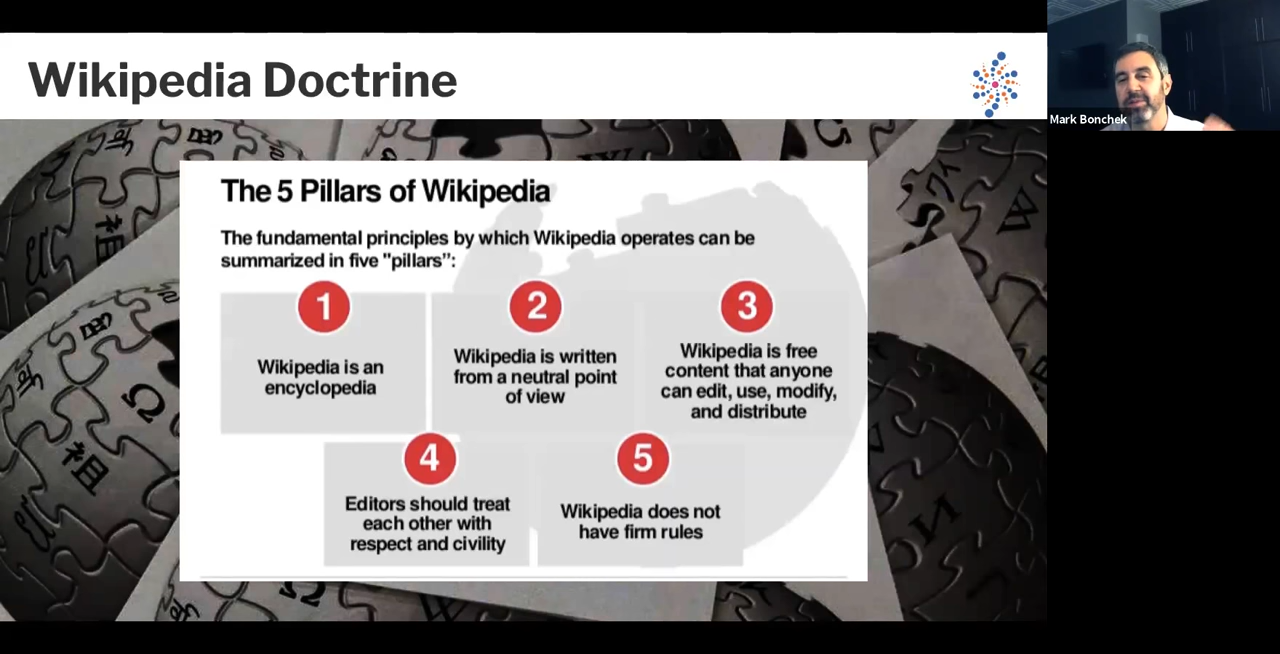 Wikipedia Doctrine
Mark Bonchek
The 5 Pillars of Wikipedia
The fundamental principles by which Wikipedia operates can be
summarized in five "pillars":
1
Wikipedia is an
encyclopedia
2
Wikipedia is written
from a neutral point
of view
3
Wikipedia is free
content that anyone
can edit, use, modify,
and distribute
4
Editors should treat
each other with
respect and civility
5
Wikipedia does not
have firm rules
祖
Ω
W
И
Ω